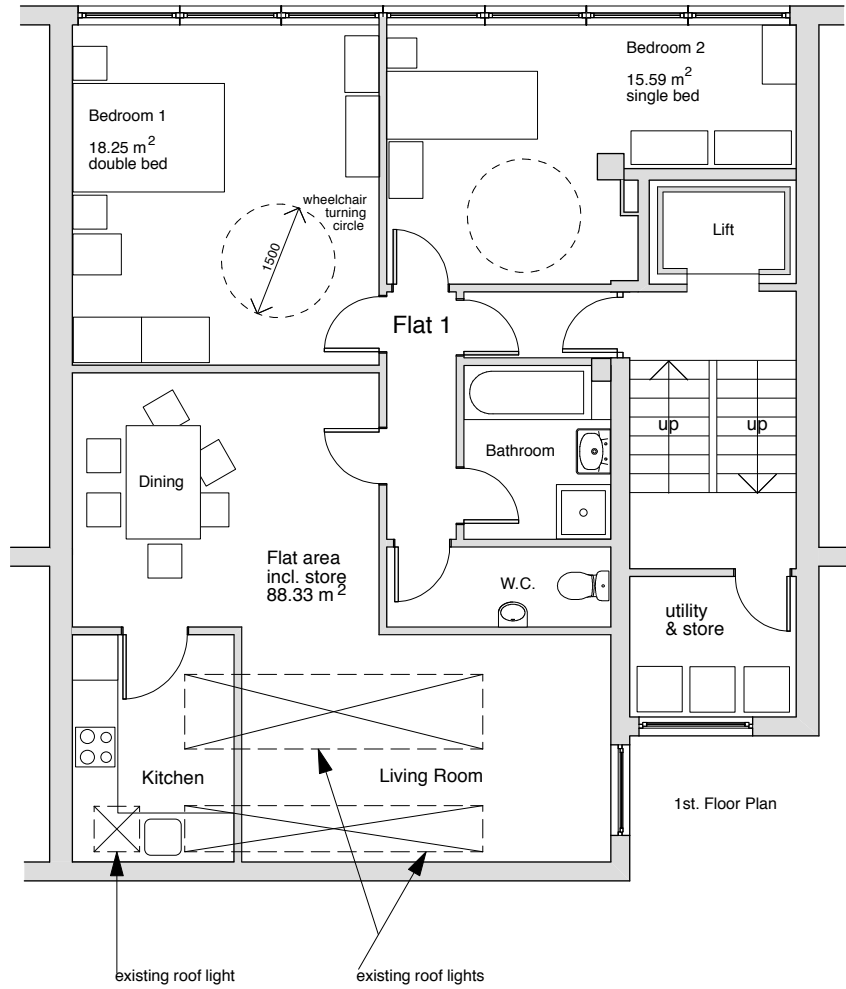 Bedroom 2
15.59 m²
single bed
Bedroom 1
18.25 m²
double bed
wheelchair
turning
circle
1500
Lift
Flat 1
up
up
Bathroom
Dining
Flat area
incl. store
88.33 m²
W.C.
utility
& store
Kitchen
Living Room
1st. Floor Plan
existing roof light
existing roof lights